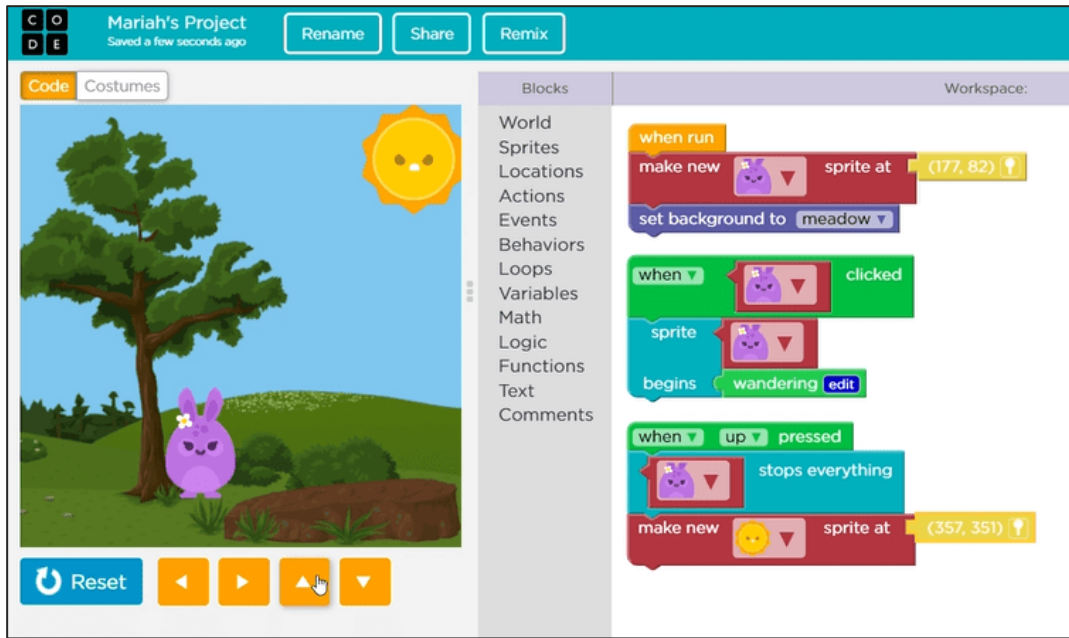 CO
DE
Mariah's Project
Saved a few seconds ago
Rename
Share
Remix
Code
Costumes
Blocks
Workspace:
World
Sprites
Locations
Actions
Events
Behaviors
Loops
Variables
Math
Logic
Functions
Text
Comments
when run
make new sprite at (177, 82)
set background to meadow
when clicked
sprite
begins wandering edit
when up pressed
stops everything
make new sprite at (357, 351)
Reset